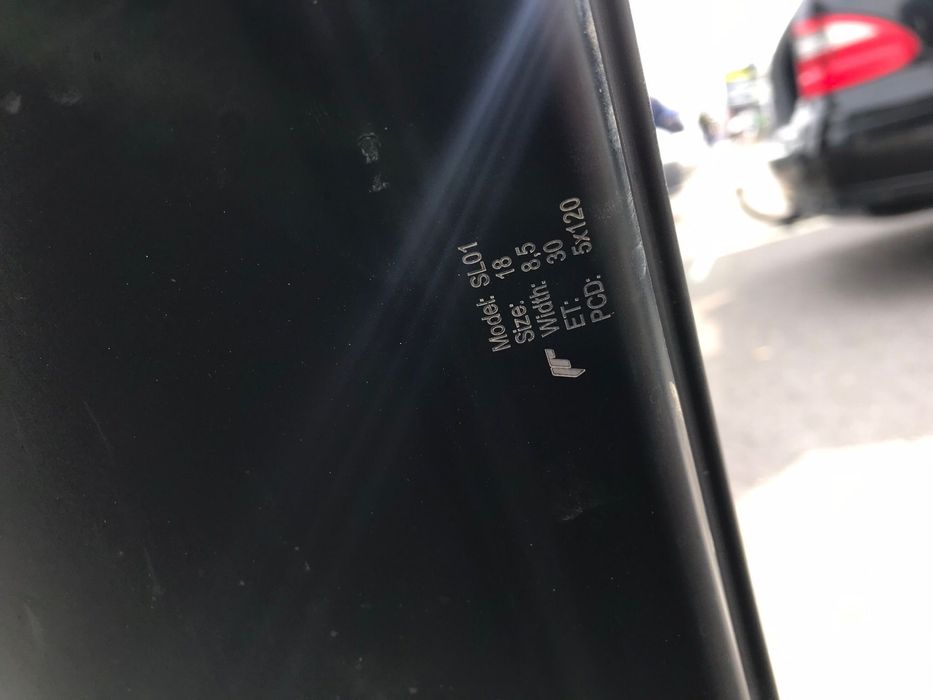 Model: SL01
Size: 18
Width: 8,5
ET: 30
PCD: 5x120